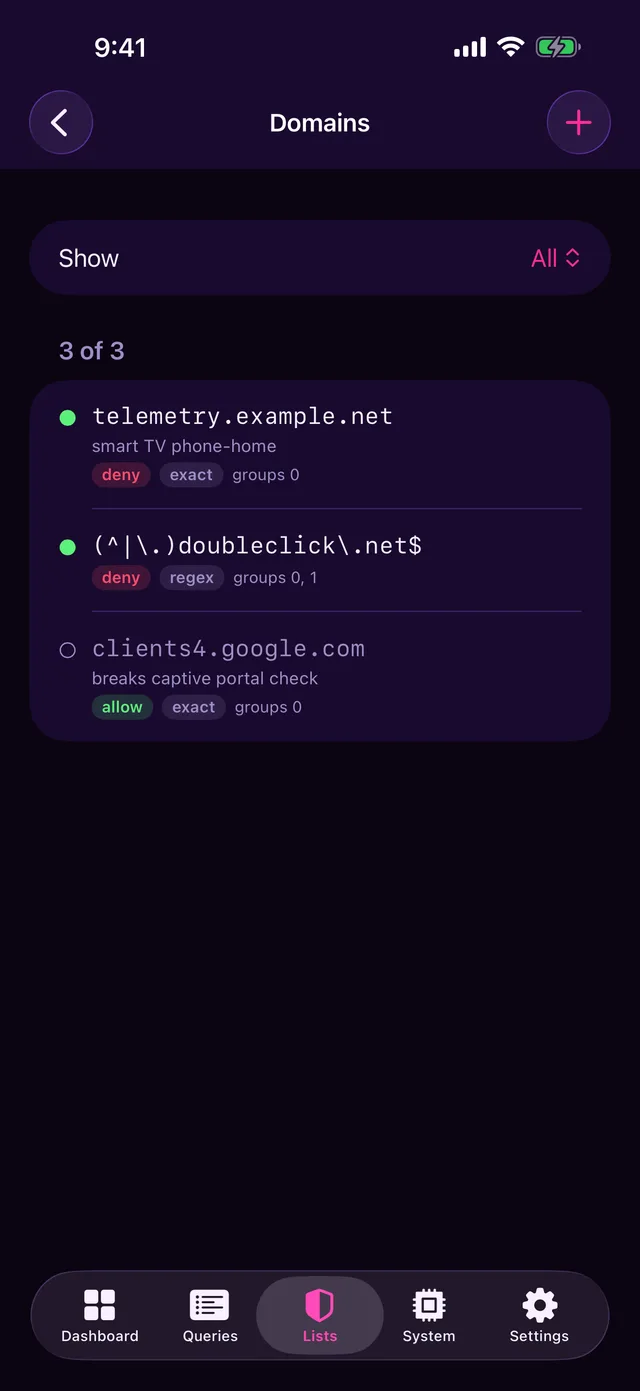 9:41
Domains
Show
All
3 of 3
telemetry.example.net
smart TV phone-home
deny exact groups 0
(^|\.)doubleclick\.net$
deny regex groups 0, 1
clients4.google.com
breaks captive portal check
allow exact groups 0
Dashboard
Queries
Lists
System
Settings